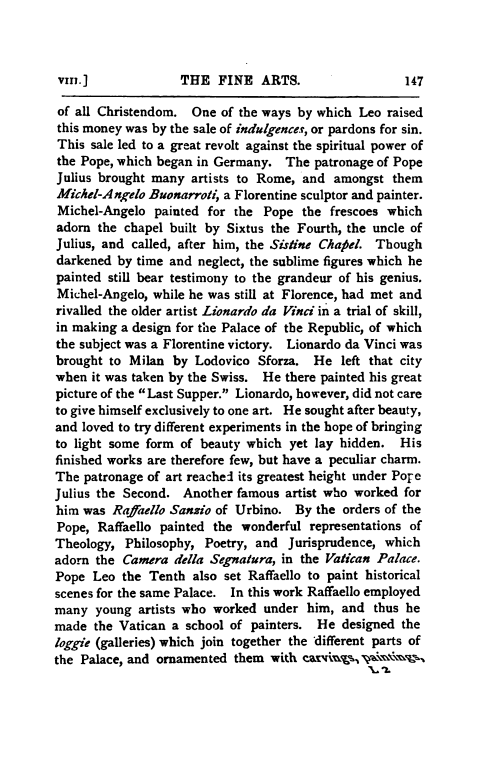 VIII.] THE FINE ARTS. 147
of all Christendom. One of the ways by which Leo raised
this money was by the sale of indulgences, or pardons for sin.
This sale led to a great revolt against the spiritual power of
the Pope, which began in Germany. The patronage of Pope
Julius brought many artists to Rome, and amongst them
Michel-Angelo Buonarroti, a Florentine sculptor and painter.
Michel-Angelo painted for the Pope the frescoes which
adorn the chapel built by Sixtus the Fourth, the uncle of
Julius, and called, after him, the Sistine Chapel. Though
darkened by time and neglect, the sublime figures which he
painted still bear testimony to the grandeur of his genius.
Michel-Angelo, while he was still at Florence, had met and
rivalled the older artist Lionardo da Vinci in a trial of skill,
in making a design for the Palace of the Republic, of which
the subject was a Florentine victory. Lionardo da Vinci was
brought to Milan by Lodovico Sforza. He left that city
when it was taken by the Swiss. He there painted his great
picture of the "Last Supper." Lionardo, however, did not care
to give himself exclusively to one art. He sought after beauty,
and loved to try different experiments in the hope of bringing
to light some form of beauty which yet lay hidden. His
finished works are therefore few, but have a peculiar charm.
The patronage of art reached its greatest height under Pope
Julius the Second. Another famous artist who worked for
him was Raffaello Sanzio of Urbino. By the orders of the
Pope, Raffaello painted the wonderful representations of
Theology, Philosophy, Poetry, and Jurisprudence, which
adorn the Camera della Segnatura, in the Vatican Palace.
Pope Leo the Tenth also set Raffaello to paint historical
scenes for the same Palace. In this work Raffaello employed
many young artists who worked under him, and thus he
made the Vatican a school of painters. He designed the
loggie (galleries) which join together the different parts of
the Palace, and ornamented them with carvings, paintings,
L 2